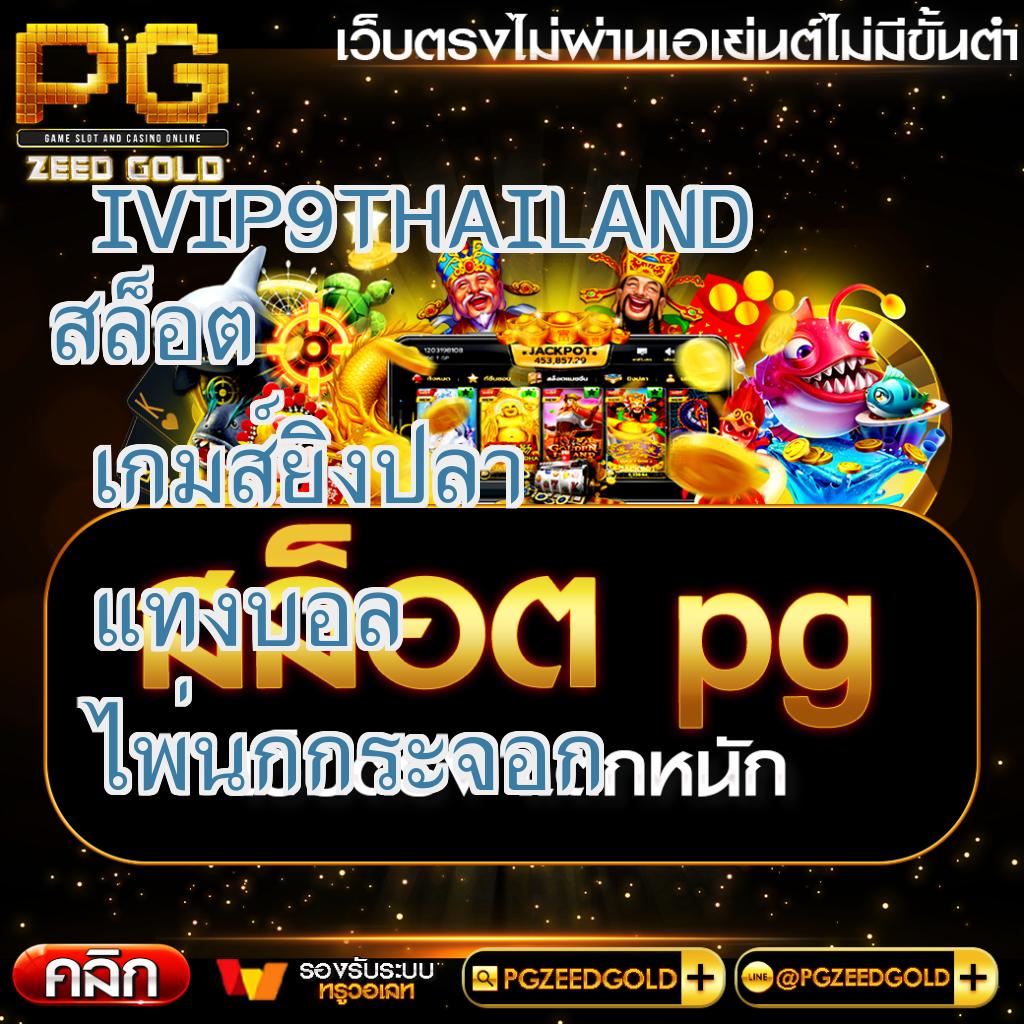 เว็บตรงไม่ผ่านเอเย่นต์ไม่มีขั้นต่ำ
PG
GAME SLOT AND CASINO ONLINE
ZEED GOLD
IVIP9THAILAND
สล็อต
JACKPOT
453,857.29
เกมส์ยิงปลา
สล็อต pg
แทงบอล
ไพ่นกกระจอก
แตกหนัก
คลิก
รองรับระบบ
ทรูวอเลท
PGZEEDGOLD
LINE
@PGZEEDGOLD